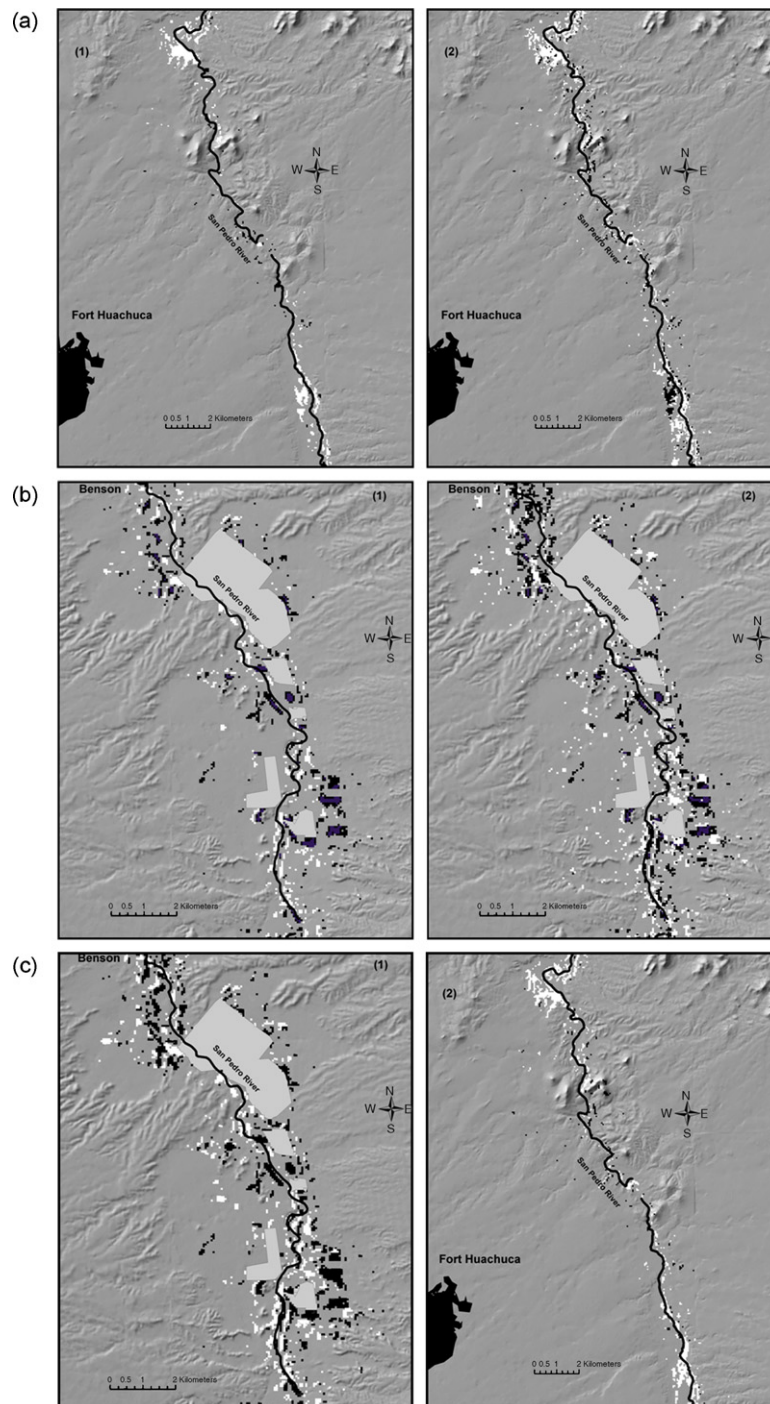 (a)
(1)
N
W E
S
San Pedro River
Fort Huachuca
0 0.5 1 2 Kilometers
(2)
N
W E
S
San Pedro River
Fort Huachuca
0 0.5 1 2 Kilometers
(b)
Benson
(1)
San Pedro River
N
W E
S
0 0.5 1 2 Kilometers
Benson
(2)
San Pedro River
N
W E
S
0 0.5 1 2 Kilometers
(c)
Benson
(1)
San Pedro River
N
W E
S
0 0.5 1 2 Kilometers
(2)
N
W E
S
San Pedro River
Fort Huachuca
0 0.5 1 2 Kilometers